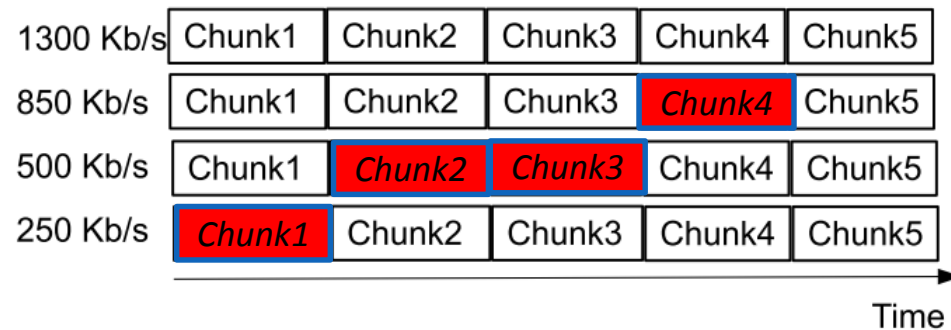 1300 Kb/s Chunk1 Chunk2 Chunk3 Chunk4 Chunk5
850 Kb/s Chunk1 Chunk2 Chunk3 Chunk4 Chunk5
500 Kb/s Chunk1 Chunk2 Chunk3 Chunk4 Chunk5
250 Kb/s Chunk1 Chunk2 Chunk3 Chunk4 Chunk5
Time